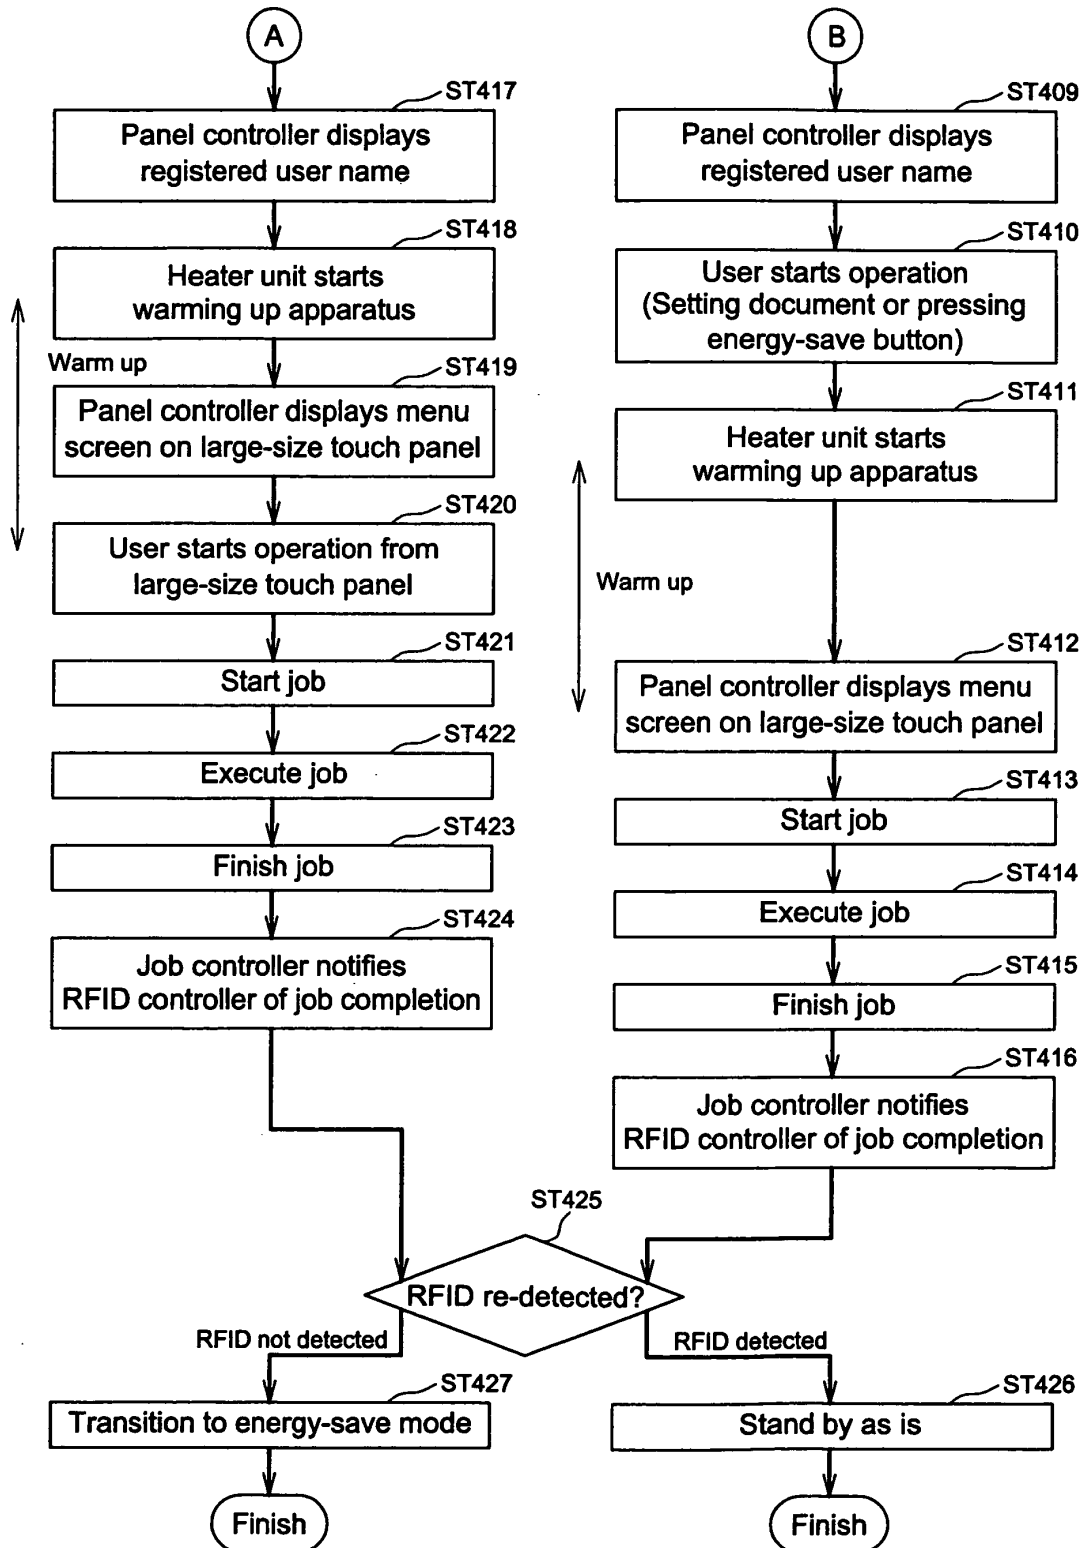 A
ST417
Panel controller displays
registered user name
ST418
Heater unit starts
warming up apparatus
Warm up
ST419
Panel controller displays menu
screen on large-size touch panel
ST420
User starts operation from
large-size touch panel
ST421
Start job
ST422
Execute job
ST423
Finish job
ST424
Job controller notifies
RFID controller of job completion
B
ST409
Panel controller displays
registered user name
ST410
User starts operation
(Setting document or pressing
energy-save button)
ST411
Heater unit starts
warming up apparatus
Warm up
ST412
Panel controller displays menu
screen on large-size touch panel
ST413
Start job
ST414
Execute job
ST415
Finish job
ST416
Job controller notifies
RFID controller of job completion
ST425
RFID re-detected?
RFID not detected
ST427
Transition to energy-save mode
Finish
RFID detected
ST426
Stand by as is
Finish